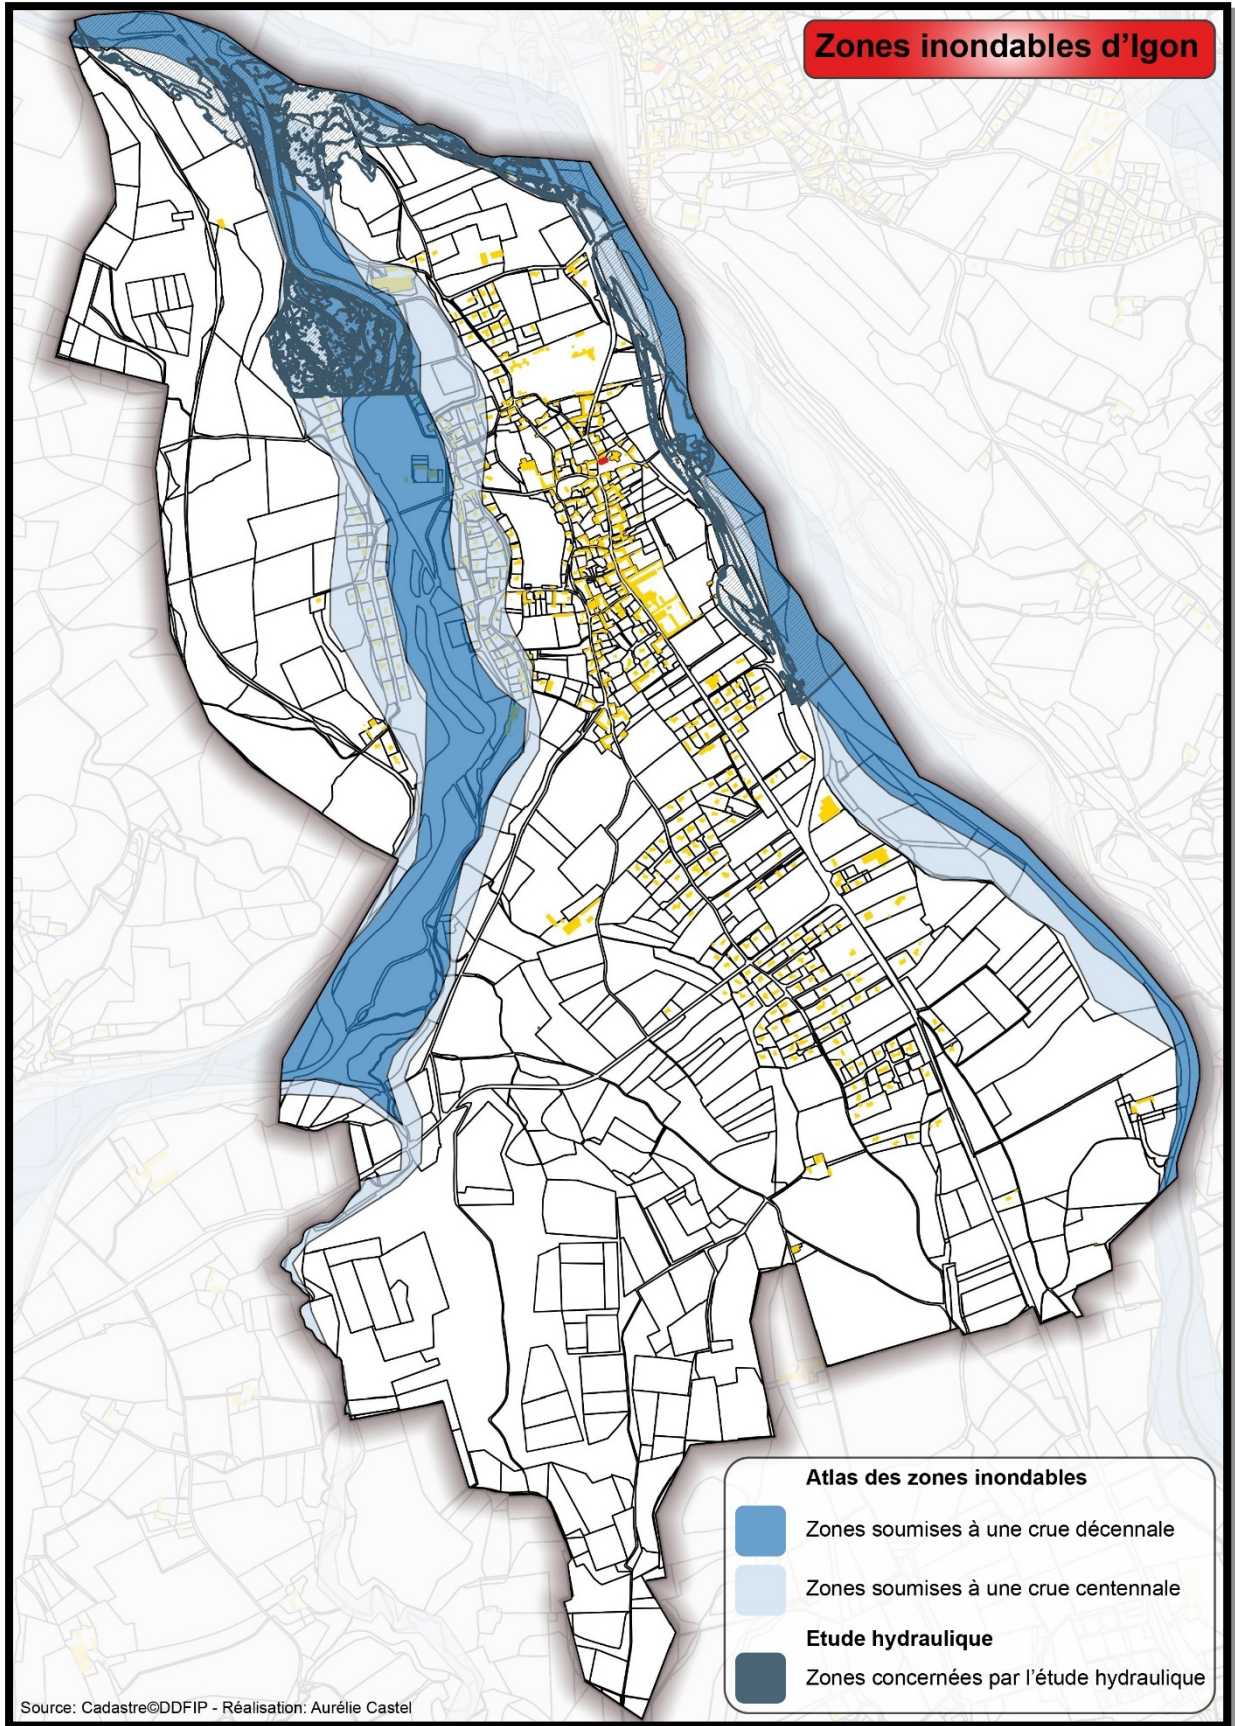 Zones inondables d'Igon
Atlas des zones inondables
Zones soumises à une crue décennale
Zones soumises à une crue centennale
Etude hydraulique
Zones concernées par l'étude hydraulique
Source: Cadastre©DDFIP - Réalisation: Aurélie Castel